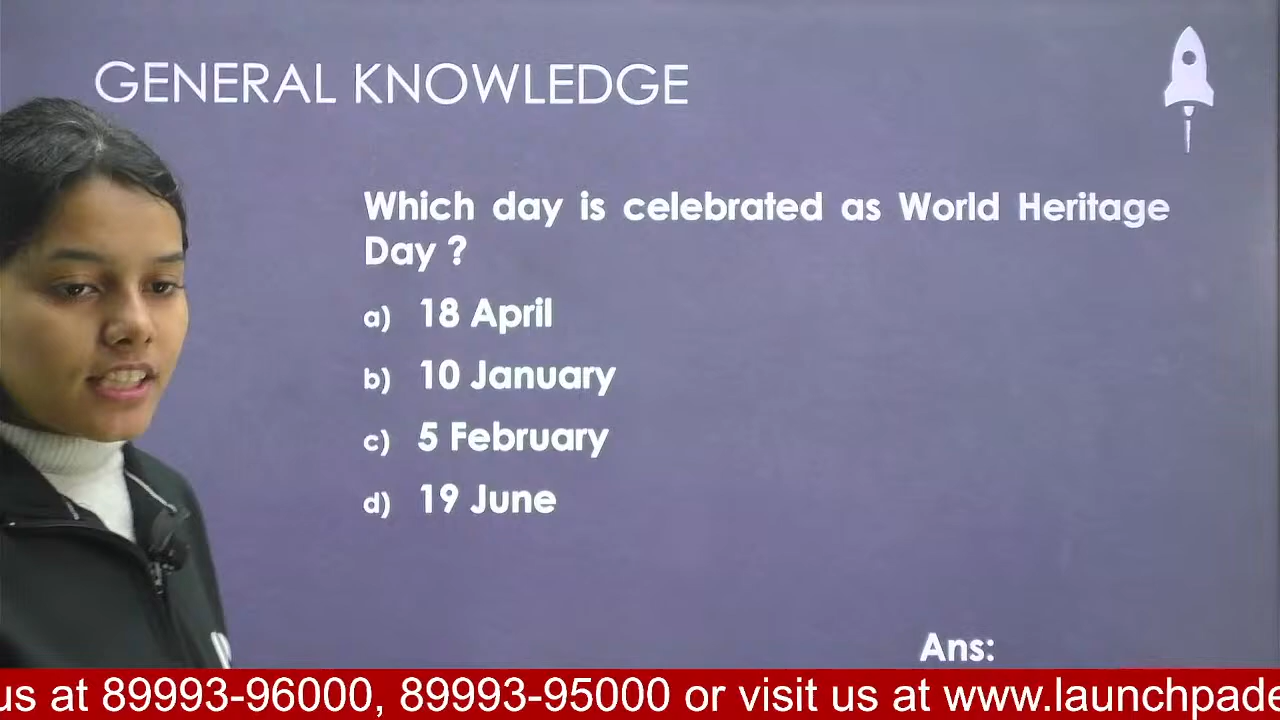 GENERAL KNOWLEDGE
Which day is celebrated as World Heritage
Day ?
a) 18 April
b) 10 January
c) 5 February
d) 19 June
Ans:
us at 89993-96000, 89993-95000 or visit us at www.launchpade